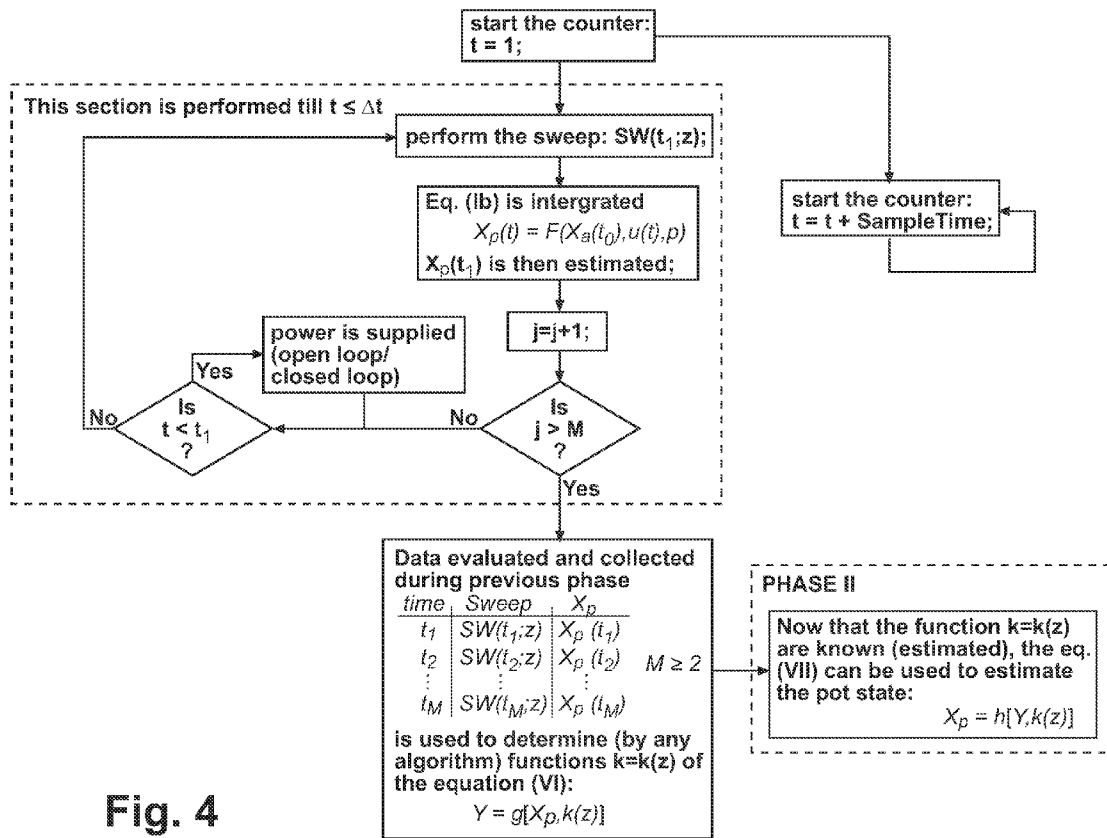 start the counter:
t = 1;
This section is performed till t ≤ Δt
perform the sweep: SW(t₁;z);
Eq. (Ib) is intergrated
Xₚ(t) = F(Xₐ(t₀),u(t),p)
Xₚ(t₁) is then estimated;
start the counter:
t = t + SampleTime;
j=j+1;
power is supplied
(open loop/
closed loop)
Yes
No
Is
t < t₁
?
No
Is
j > M
?
Yes
Data evaluated and collected
during previous phase
time Sweep Xₚ
t₁ SW(t₁;z) Xₚ (t₁)
t₂ SW(t₂;z) Xₚ (t₂)
⋮ ⋮ ⋮
t_M SW(t_M;z) Xₚ (t_M)
M ≥ 2
is used to determine (by any
algorithm) functions k=k(z) of
the equation (VI):
Y = g[Xₚ,k(z)]
PHASE II
Now that the function k=k(z)
are known (estimated), the eq.
(VII) can be used to estimate
the pot state:
Xₚ = h[Y,k(z)]
Fig. 4